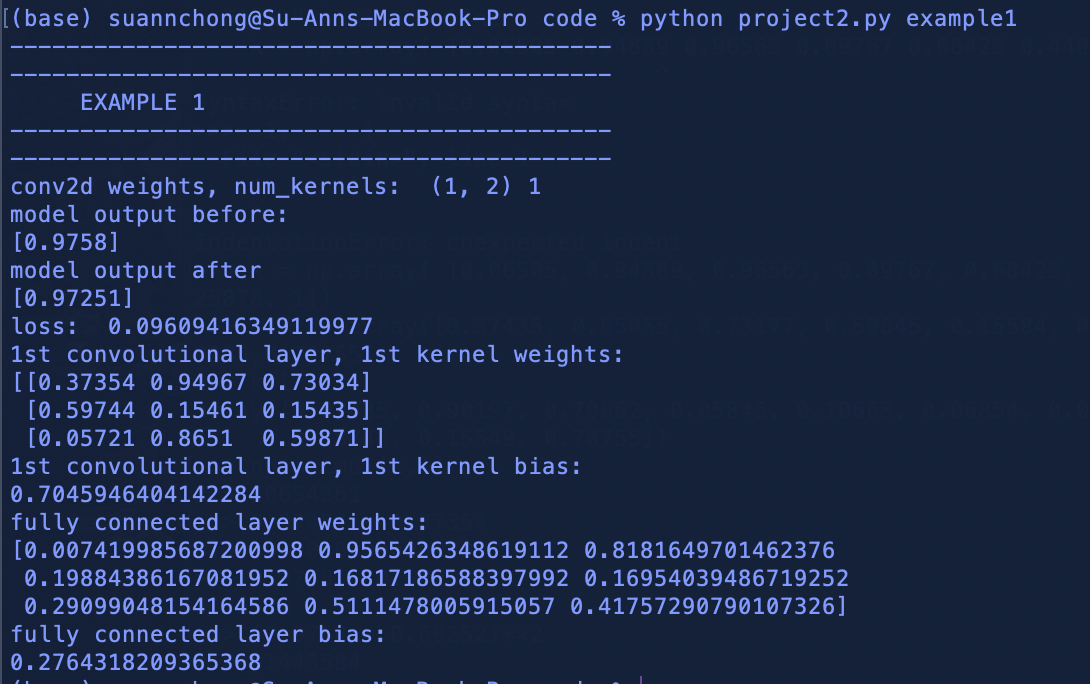 [(base) suannchong@Su-Anns-MacBook-Pro code % python project2.py example1
-------------------------------------------
-------------------------------------------
     EXAMPLE 1
-------------------------------------------
-------------------------------------------
conv2d weights, num_kernels:  (1, 2) 1
model output before:
[0.9758]
model output after
[0.97251]
loss:  0.09609416349119977
1st convolutional layer, 1st kernel weights:
[[0.37354 0.94967 0.73034]
 [0.59744 0.15461 0.15435]
 [0.05721 0.8651  0.59871]]
1st convolutional layer, 1st kernel bias:
0.7045946404142284
fully connected layer weights:
[0.007419985687200998 0.9565426348619112 0.8181649701462376
 0.19884386167081952 0.16817186588397992 0.16954039486719252
 0.29099048154164586 0.5111478005915057 0.41757290790107326]
fully connected layer bias:
0.2764318209365368